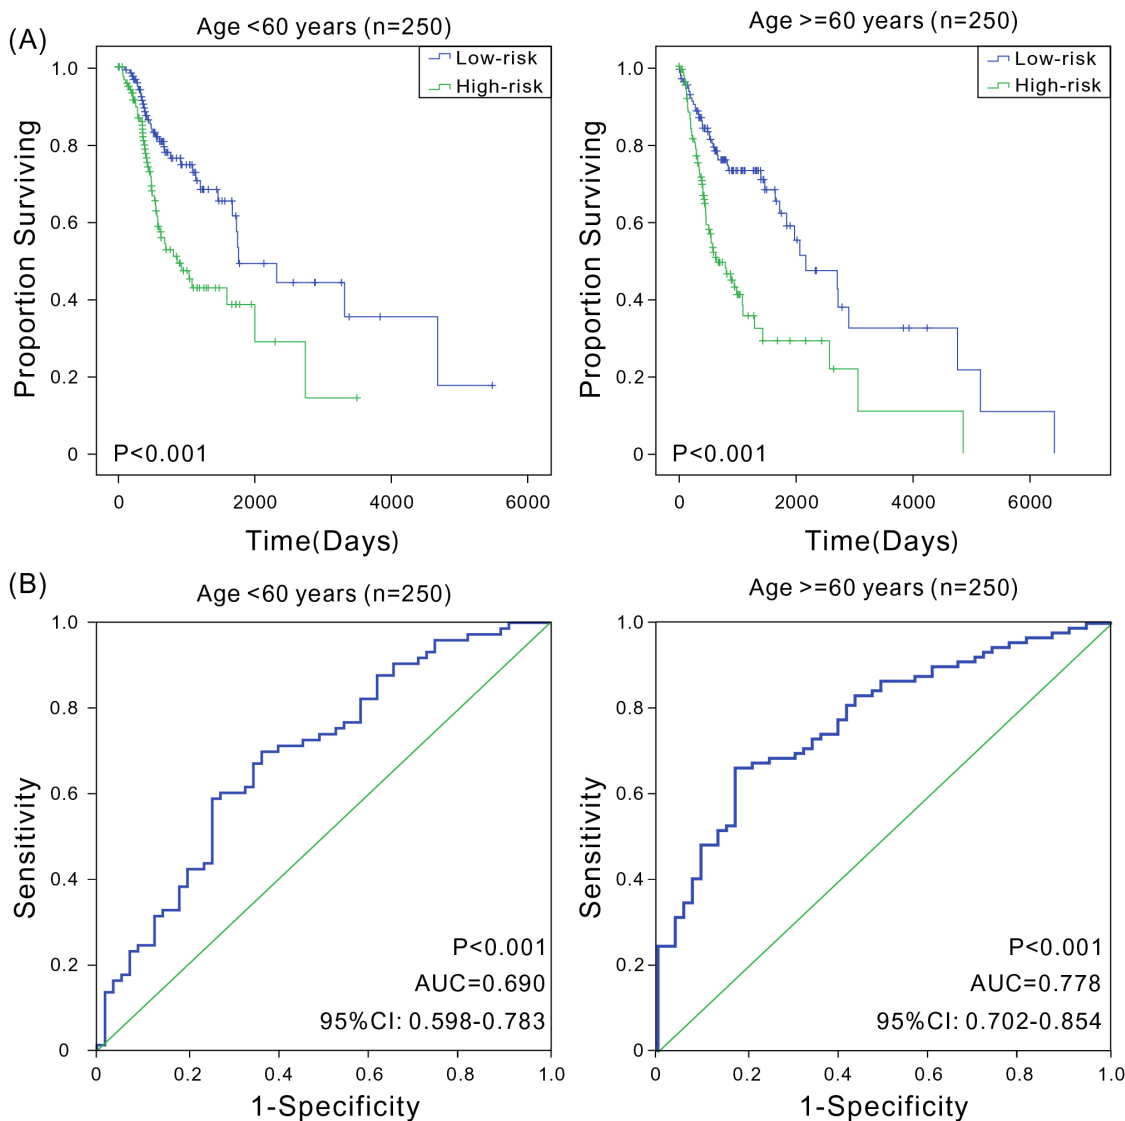 (A)
Age <60 years (n=250)
Low-risk
High-risk
1.0
0.8
0.6
0.4
0.2
0
Proportion Surviving
P<0.001
0 2000 4000 6000
Time(Days)
Age >=60 years (n=250)
Low-risk
High-risk
1.0
0.8
0.6
0.4
0.2
0
Proportion Surviving
P<0.001
0 2000 4000 6000
Time(Days)
(B)
Age <60 years (n=250)
1.0
0.8
0.6
0.4
0.2
0
Sensitivity
P<0.001
AUC=0.690
95%CI: 0.598-0.783
0 0.2 0.4 0.6 0.8 1.0
1-Specificity
Age >=60 years (n=250)
1.0
0.8
0.6
0.4
0.2
0
Sensitivity
P<0.001
AUC=0.778
95%CI: 0.702-0.854
0 0.2 0.4 0.6 0.8 1.0
1-Specificity